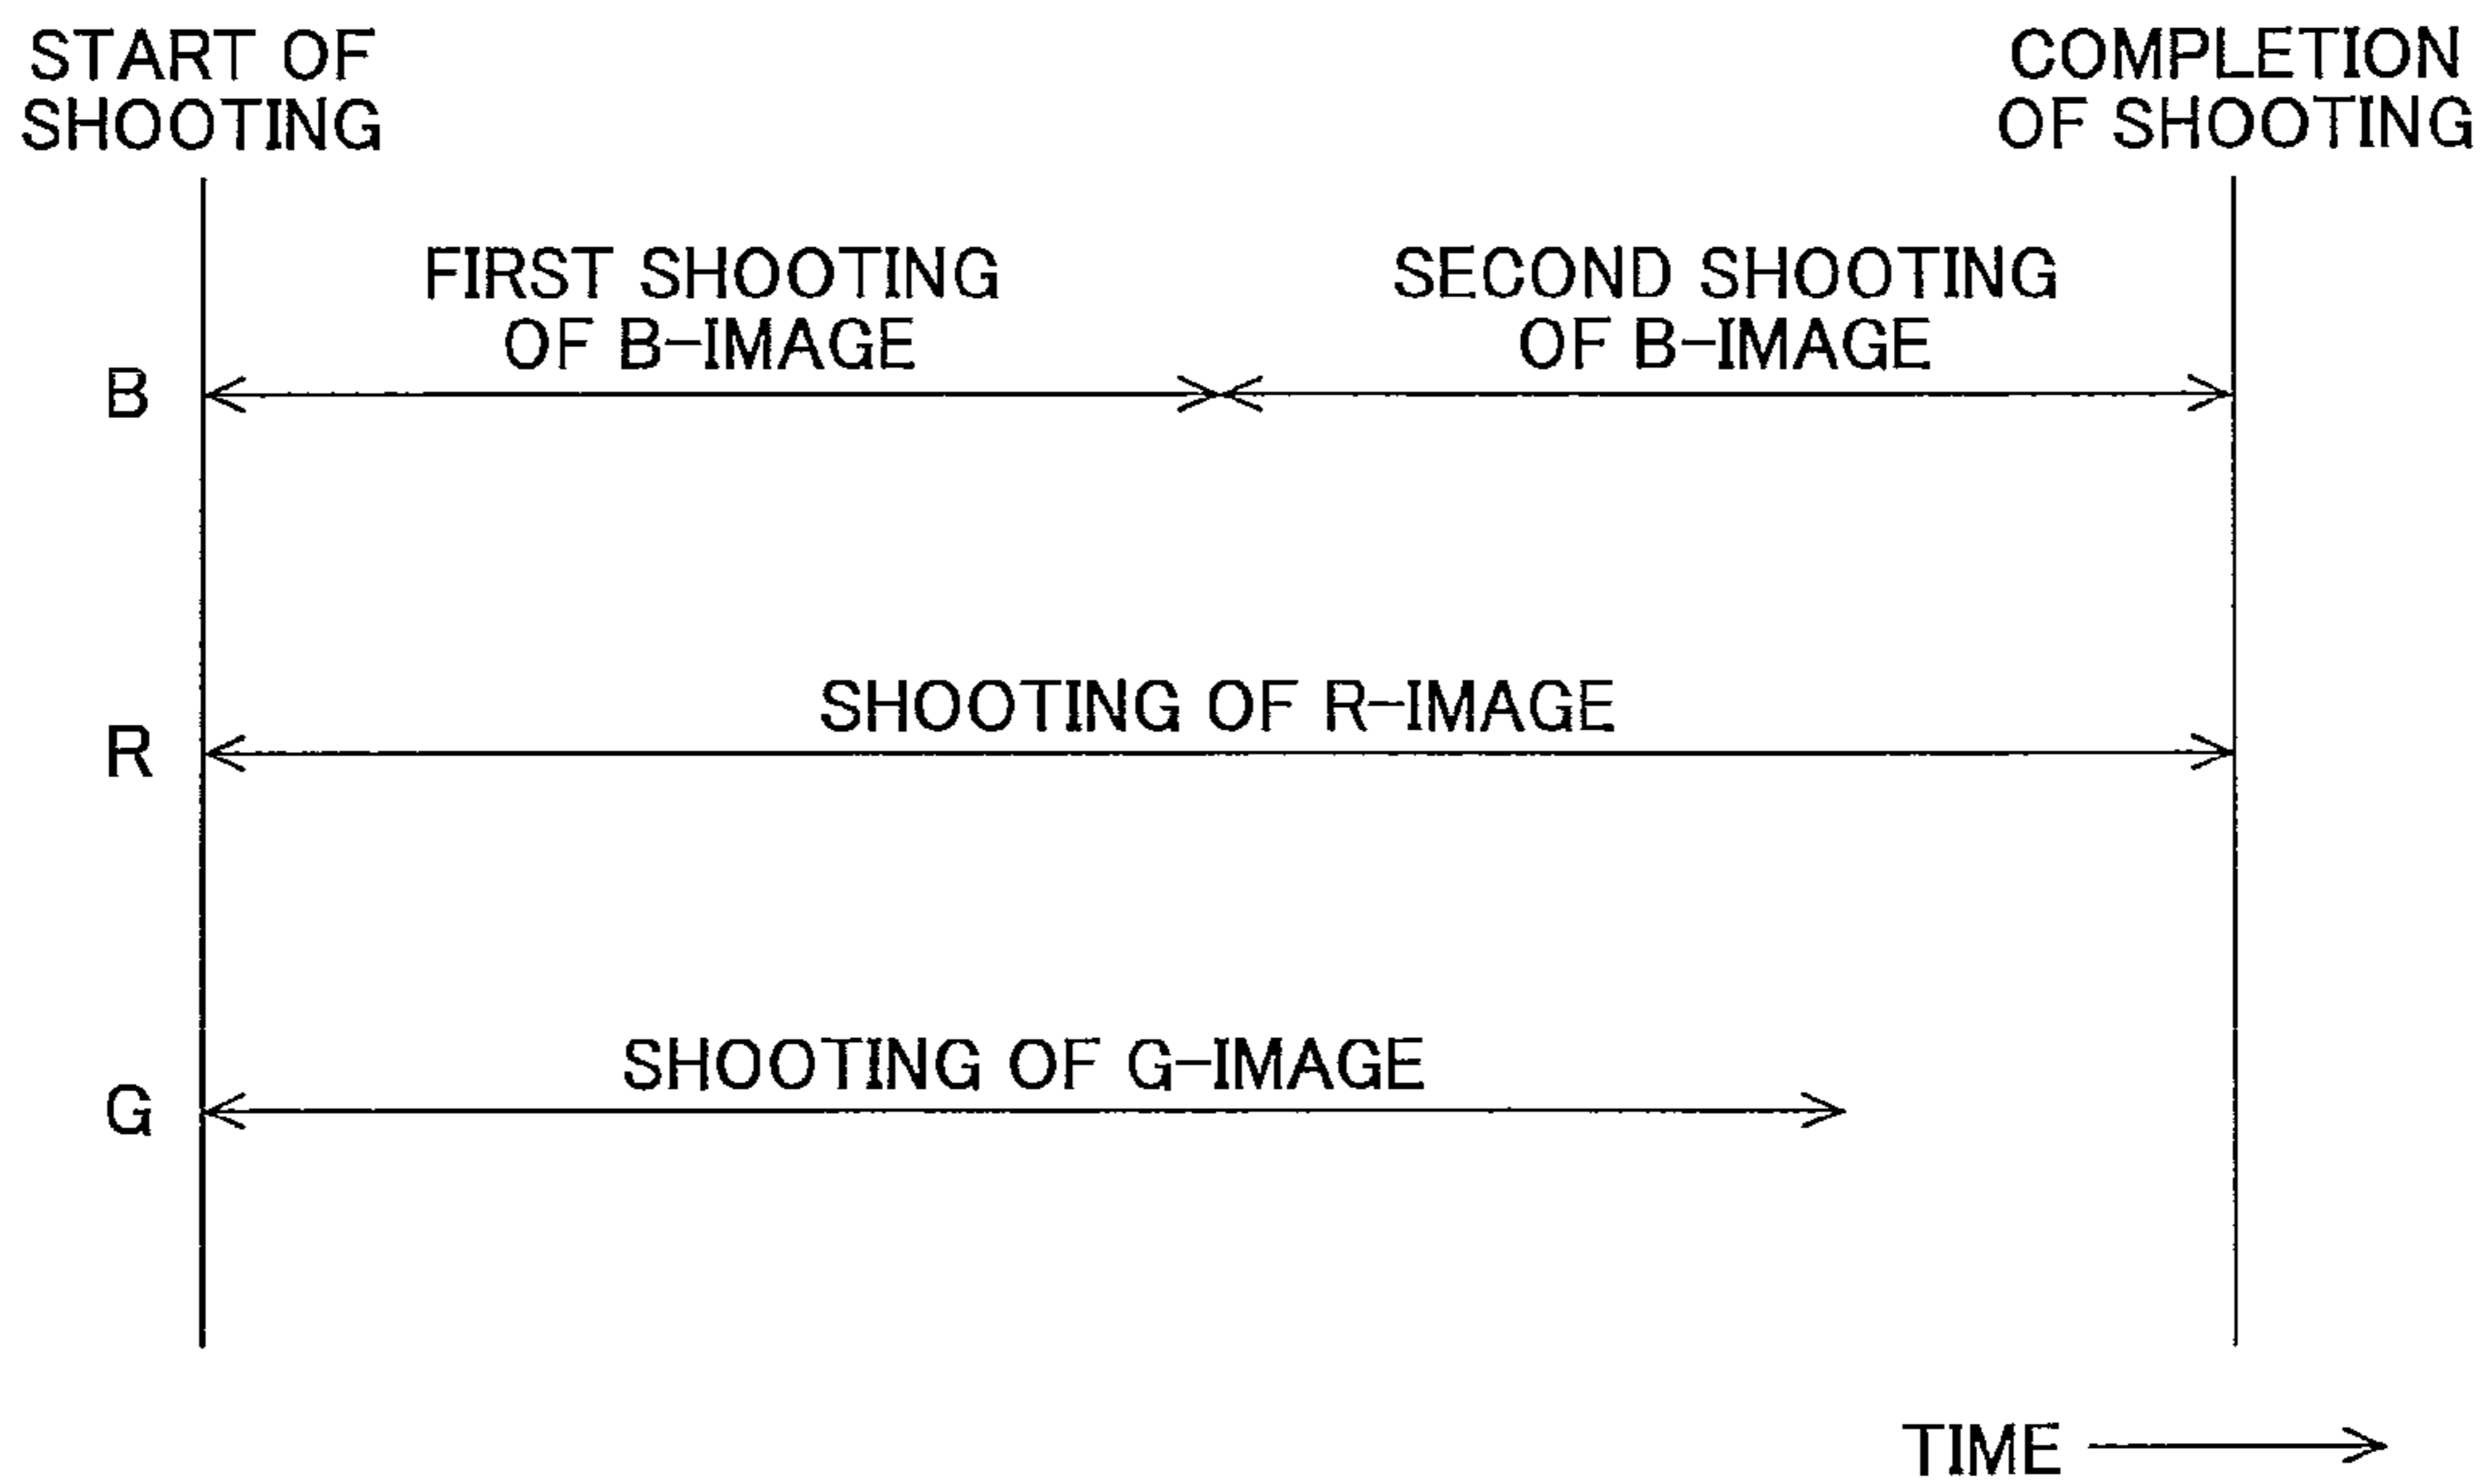 START OF
SHOOTING
COMPLETION
OF SHOOTING
FIRST SHOOTING
OF B-IMAGE
SECOND SHOOTING
OF B-IMAGE
B
SHOOTING OF R-IMAGE
R
SHOOTING OF G-IMAGE
G
TIME